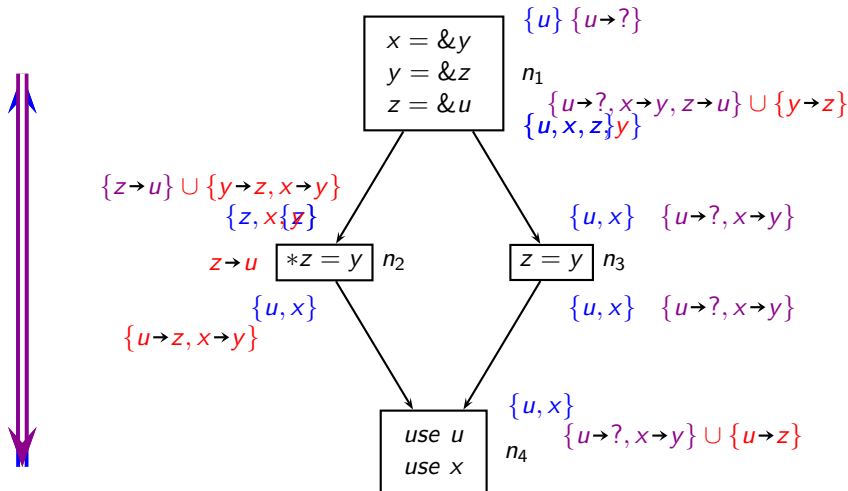 {u} {u→?}
x = &y
y = &z
z = &u
n1
{u→?, x→y, z→u} ∪ {y→z}
{u, x, z, y}
{z→u} ∪ {y→z, x→y}
{u, x} {u→?, x→y}
z→u
*z = y
n2
z = y
n3
{u, x}
{u, x} {u→?, x→y}
{u→z, x→y}
{u, x}
use u
use x
n4
{u→?, x→y} ∪ {u→z}